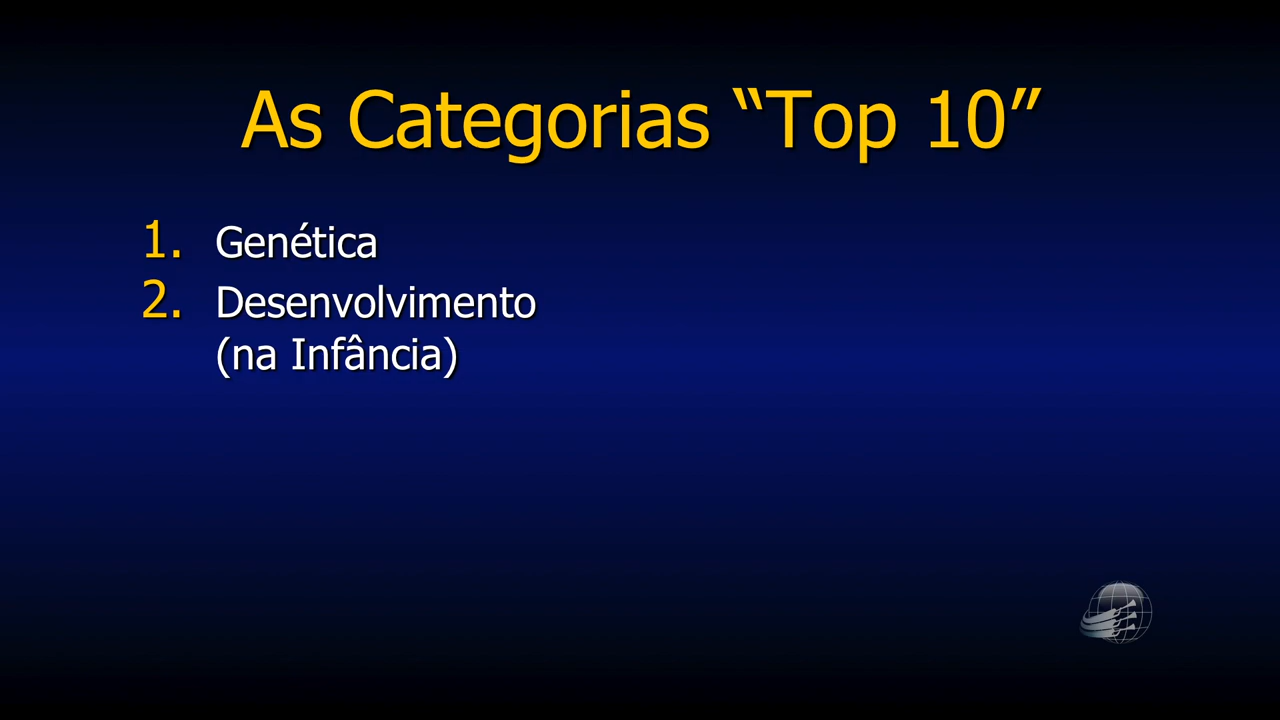 As Categorias “Top 10”
1. Genética
2. Desenvolvimento
(na Infância)